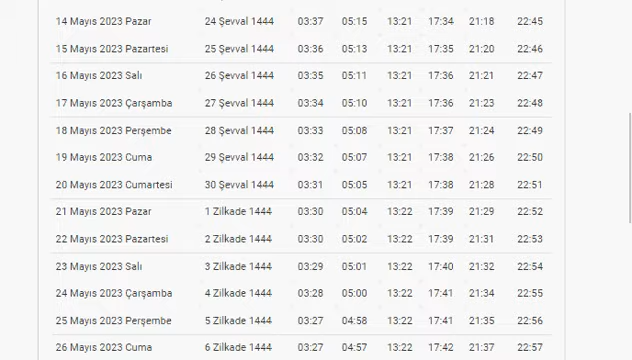 14 Mayıs 2023 Pazar 24 Şevval 1444 03:37 05:15 13:21 17:34 21:18 22:45
15 Mayıs 2023 Pazartesi 25 Şevval 1444 03:36 05:13 13:21 17:35 21:20 22:46
16 Mayıs 2023 Salı 26 Şevval 1444 03:35 05:11 13:21 17:36 21:21 22:47
17 Mayıs 2023 Çarşamba 27 Şevval 1444 03:34 05:10 13:21 17:36 21:23 22:48
18 Mayıs 2023 Perşembe 28 Şevval 1444 03:33 05:08 13:21 17:37 21:24 22:49
19 Mayıs 2023 Cuma 29 Şevval 1444 03:32 05:07 13:21 17:38 21:26 22:50
20 Mayıs 2023 Cumartesi 30 Şevval 1444 03:31 05:05 13:21 17:38 21:28 22:51
21 Mayıs 2023 Pazar 1 Zilkade 1444 03:30 05:04 13:22 17:39 21:29 22:52
22 Mayıs 2023 Pazartesi 2 Zilkade 1444 03:30 05:02 13:22 17:39 21:31 22:53
23 Mayıs 2023 Salı 3 Zilkade 1444 03:29 05:01 13:22 17:40 21:32 22:54
24 Mayıs 2023 Çarşamba 4 Zilkade 1444 03:28 05:00 13:22 17:41 21:34 22:55
25 Mayıs 2023 Perşembe 5 Zilkade 1444 03:27 04:58 13:22 17:41 21:35 22:56
26 Mayıs 2023 Cuma 6 Zilkade 1444 03:27 04:57 13:22 17:42 21:37 22:57